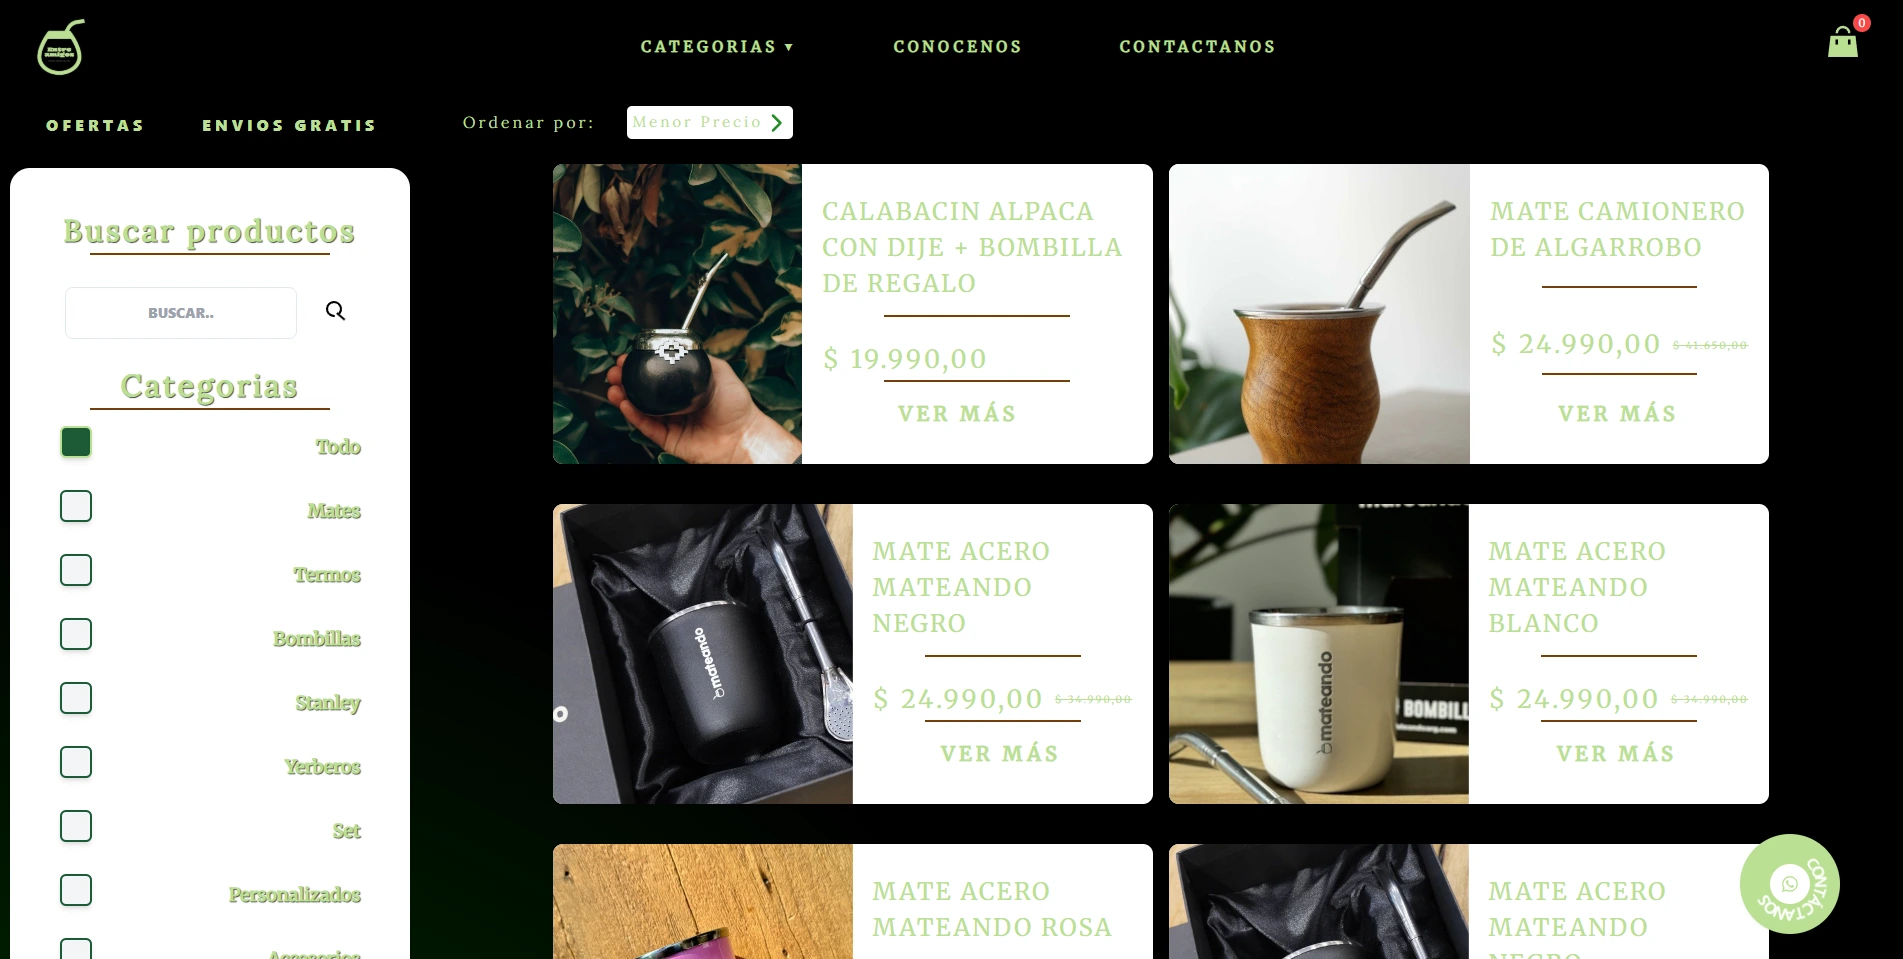 Entre
amigos
CATEGORIAS ▾
CONOCENOS
CONTACTANOS
0
OFERTAS
ENVIOS GRATIS
Ordenar por:
Menor Precio
Buscar productos
BUSCAR..
Categorias
Todo
Mates
Termos
Bombillas
Stanley
Yerberos
Set
Personalizados
Accesorios
CALABACIN ALPACA
CON DIJE + BOMBILLA
DE REGALO
$ 19.990,00
VER MÁS
MATE CAMIONERO
DE ALGARROBO
$ 24.990,00 $ 41.650,00
VER MÁS
mateando
MATE ACERO
MATEANDO
NEGRO
$ 24.990,00 $ 34.990,00
VER MÁS
mateando
BOMBILL
MATE ACERO
MATEANDO
BLANCO
$ 24.990,00 $ 34.990,00
VER MÁS
MATE ACERO
MATEANDO ROSA
MATE ACERO
MATEANDO
NEGRO
CONTÁCTANOS